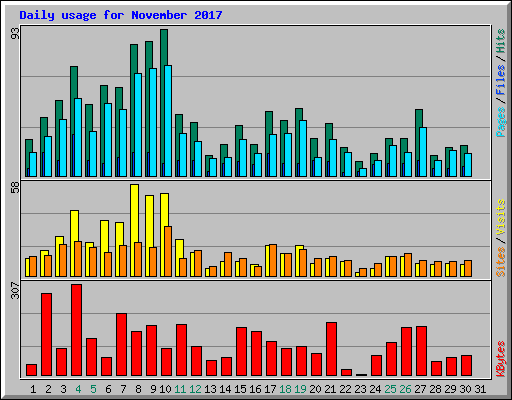 Daily usage for November 2017
93
Pages / Files / Hits
58
Sites / Visits
307
KBytes
1 2 3 4 5 6 7 8 9 10 11 12 13 14 15 16 17 18 19 20 21 22 23 24 25 26 27 28 29 30 31